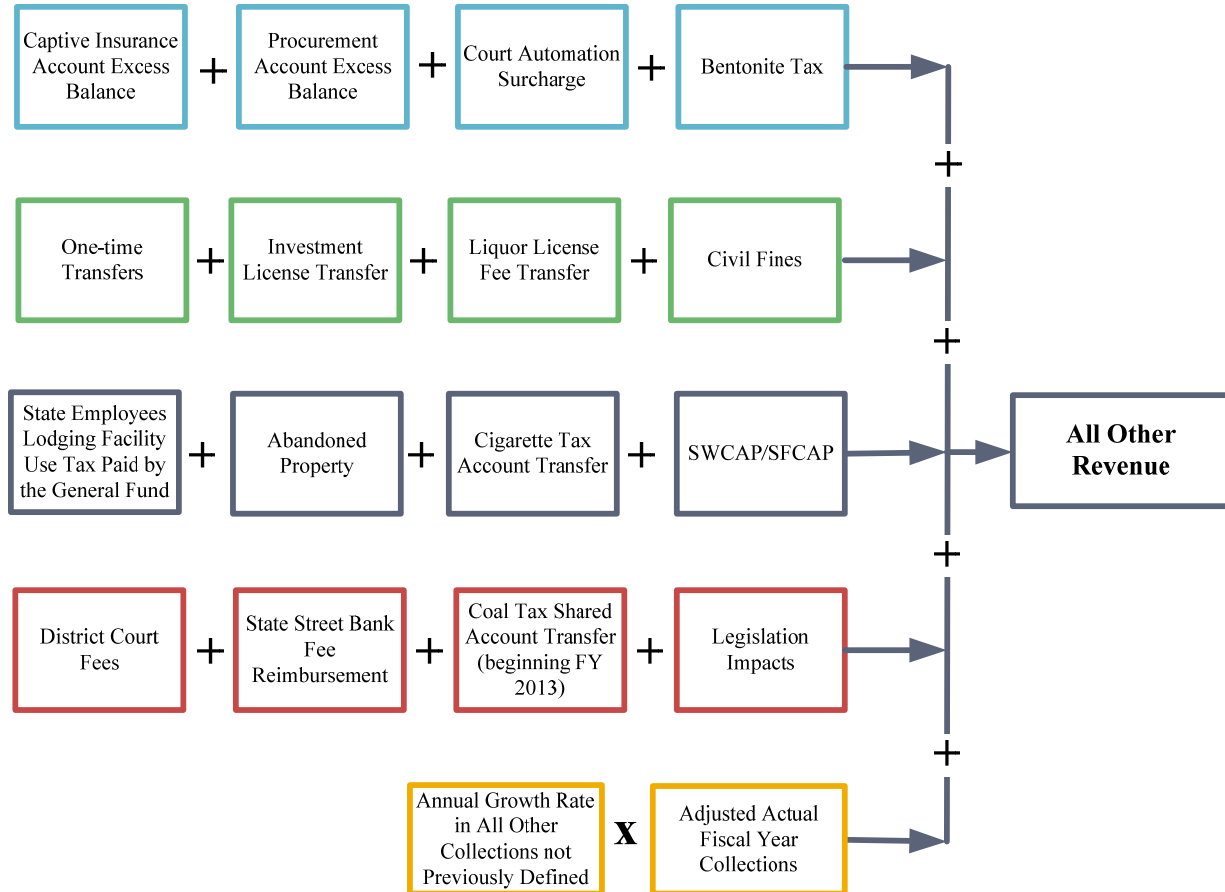 Captive Insurance
Account Excess
Balance
+
Procurement
Account Excess
Balance
+
Court Automation
Surcharge
+
Bentonite Tax
+
One-time
Transfers
+
Investment
License Transfer
+
Liquor License
Fee Transfer
+
Civil Fines
+
State Employees
Lodging Facility
Use Tax Paid by
the General Fund
+
Abandoned
Property
+
Cigarette Tax
Account Transfer
+
SWCAP/SFCAP
All Other
Revenue
+
District Court
Fees
+
State Street Bank
Fee
Reimbursement
+
Coal Tax Shared
Account Transfer
(beginning FY
2013)
+
Legislation
Impacts
+
Annual Growth Rate
in All Other
Collections not
Previously Defined
x
Adjusted Actual
Fiscal Year
Collections